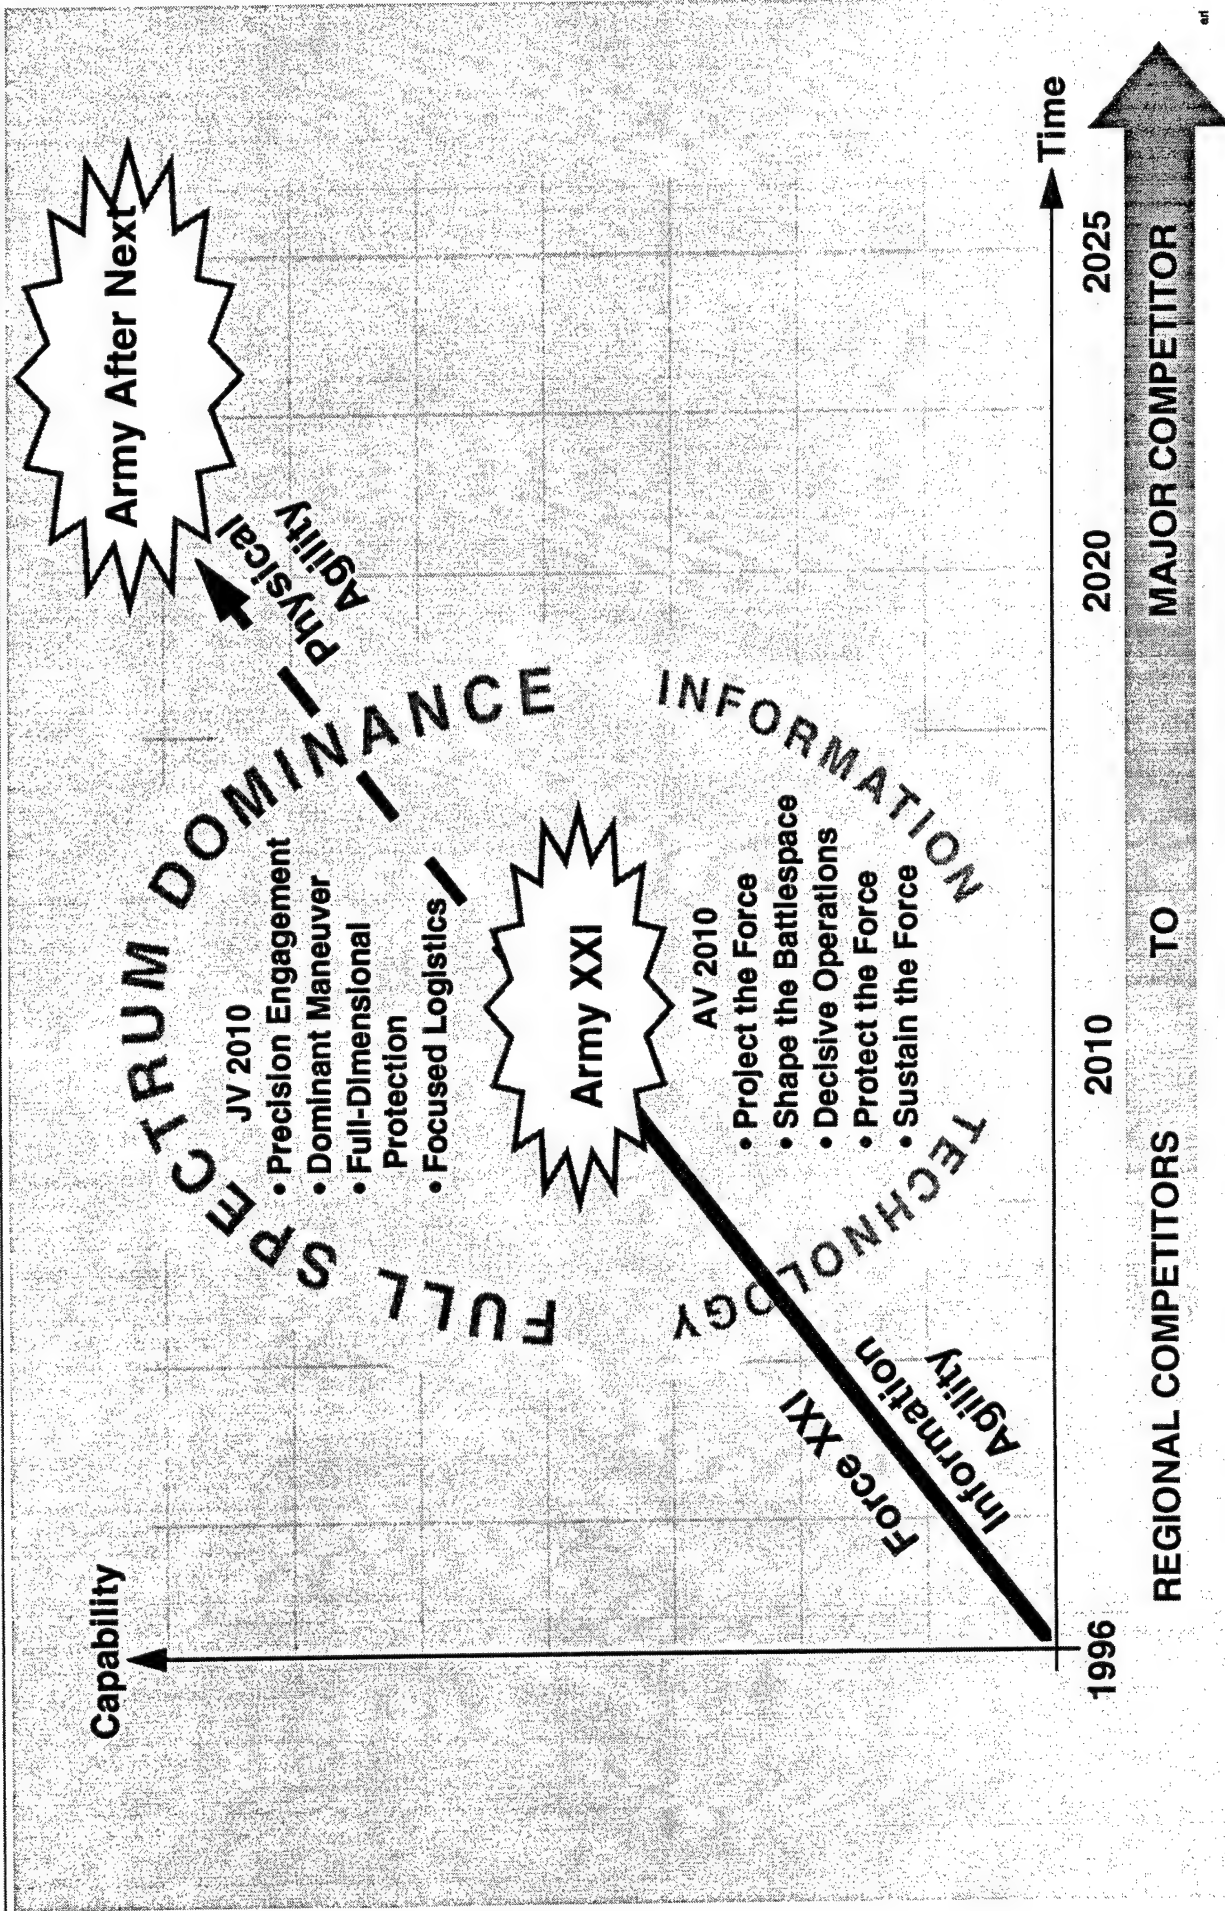 Capability
Army After Next
Physical
Agility
FULL SPECTRUM DOMINANCE
JV 2010
• Precision Engagement
• Dominant Maneuver
• Full-Dimensional
Protection
• Focused Logistics
Army XXI
AV 2010
• Project the Force
• Shape the Battlespace
• Decisive Operations
• Protect the Force
• Sustain the Force
TECHNOLOGY
INFORMATION
Force XXI
Information
Agility
Time
1996
2010
2020
2025
REGIONAL COMPETITORS TO MAJOR COMPETITOR